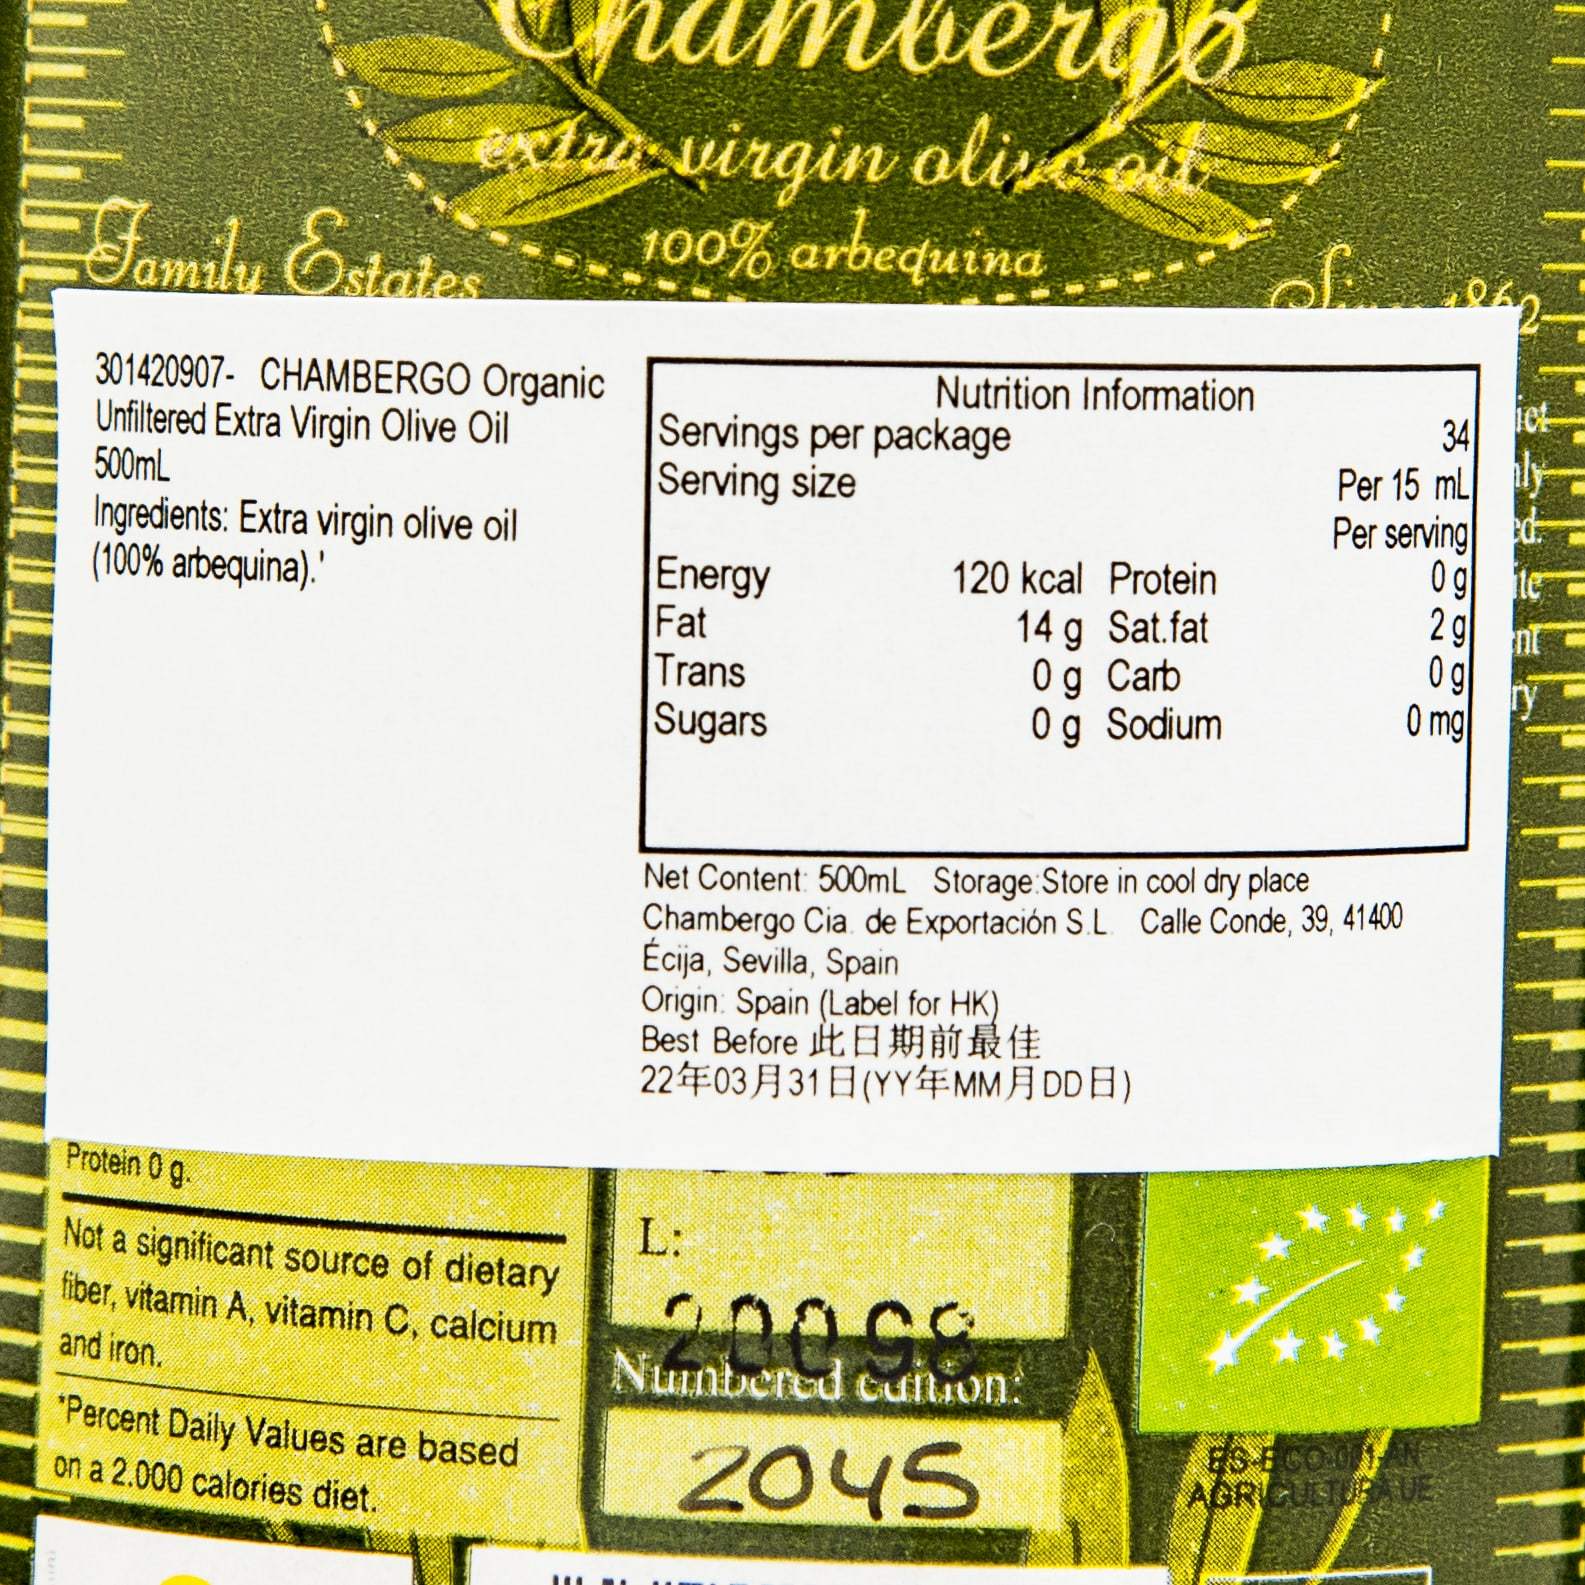 Chambergo
extra virgin olive oil
100% arbequina
Family Estates
Since 1862
301420907- CHAMBERGO Organic
Unfiltered Extra Virgin Olive Oil
500mL
Ingredients: Extra virgin olive oil
(100% arbequina).'
Nutrition Information
Servings per package 34
Serving size Per 15 mL
Per serving
Energy 120 kcal Protein 0 g
Fat 14 g Sat.fat 2 g
Trans 0 g Carb 0 g
Sugars 0 g Sodium 0 mg
Net Content: 500mL Storage:Store in cool dry place
Chambergo Cia. de Exportación S.L. Calle Conde, 39, 41400
Écija, Sevilla, Spain
Origin: Spain (Label for HK)
Best Before 此日期前最佳
22年03月31日(YY年MM月DD日)
Protein 0 g.
Not a significant source of dietary
fiber, vitamin A, vitamin C, calcium
and iron.
*Percent Daily Values are based
on a 2.000 calories diet.
L:
20098
Numbered edition:
2045
ES-ECO-001-AN
AGRICULTURA UE